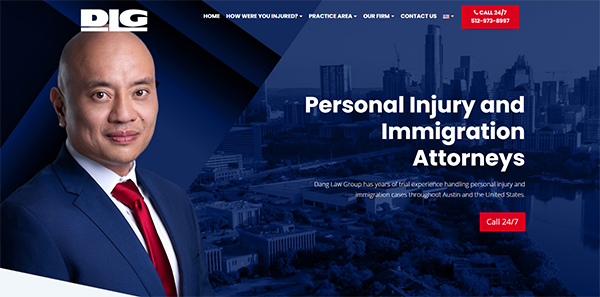 DLG
HOME HOW WERE YOU INJURED? PRACTICE AREA OUR FIRM CONTACT US
CALL 24/7
512-973-8997
Personal Injury and
Immigration
Attorneys
Dang Law Group has years of trial experience handling personal injury and
immigration cases throughout Austin and the United States.
Call 24/7